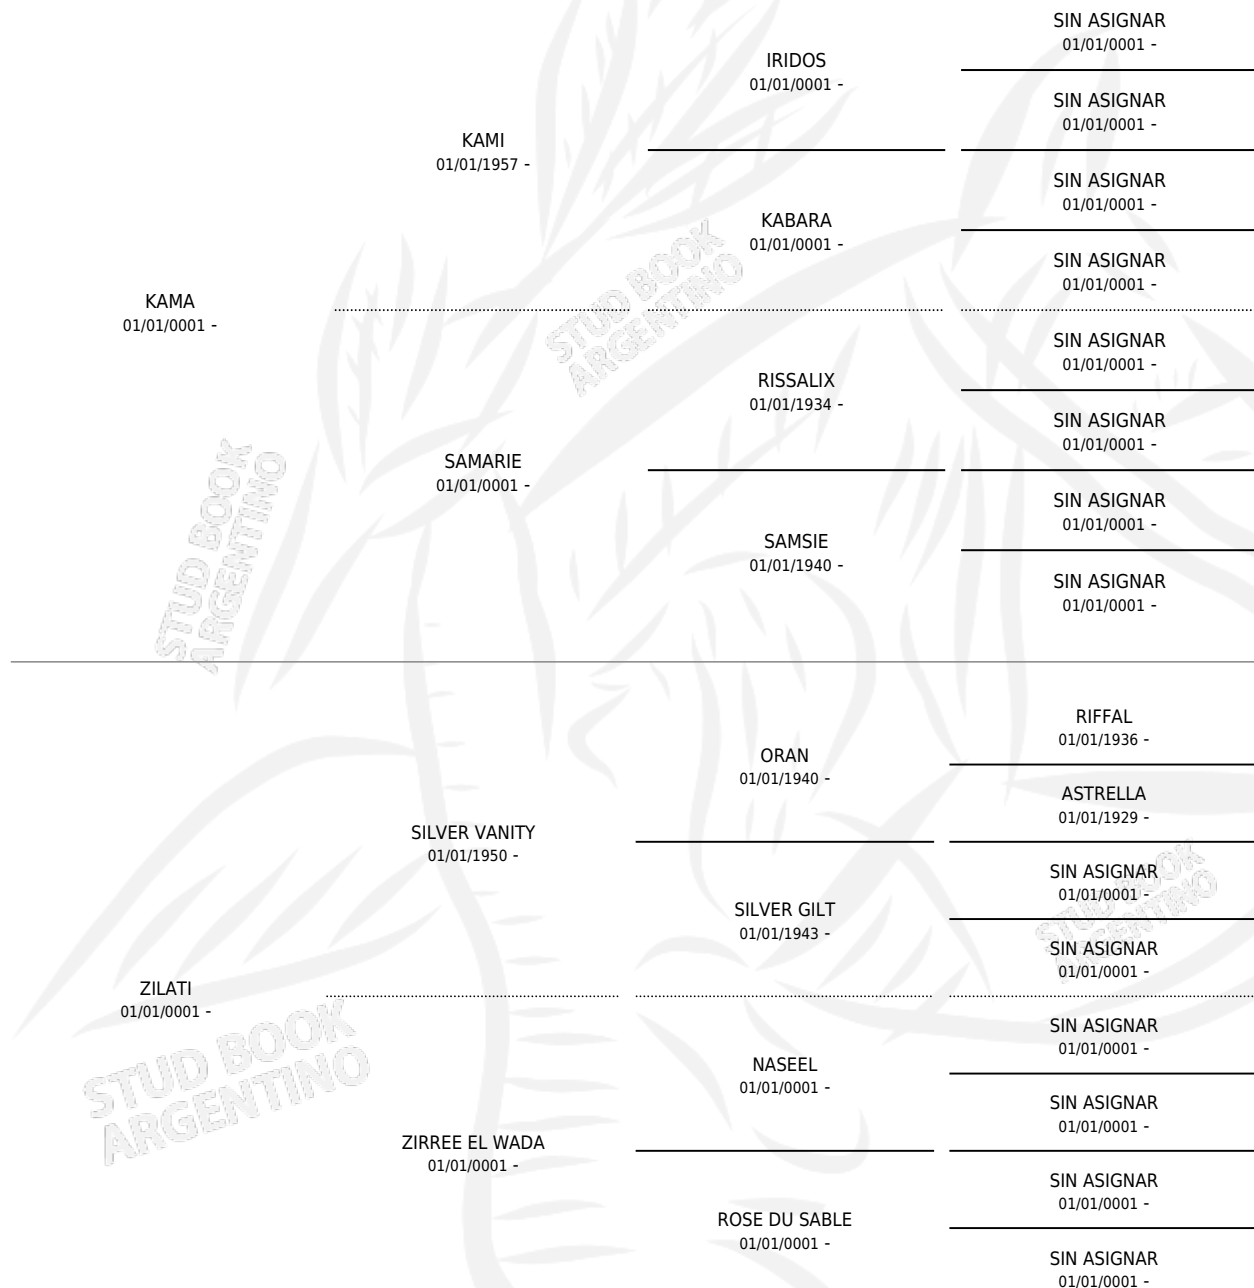 SIN ASIGNAR
01/01/0001 -
IRIDOS
01/01/0001 -
SIN ASIGNAR
01/01/0001 -
KAMI
01/01/1957 -
SIN ASIGNAR
01/01/0001 -
KABARA
01/01/0001 -
SIN ASIGNAR
01/01/0001 -
KAMA
01/01/0001 -
SIN ASIGNAR
01/01/0001 -
RISSALIX
01/01/1934 -
SIN ASIGNAR
01/01/0001 -
SAMARIE
01/01/0001 -
SIN ASIGNAR
01/01/0001 -
SAMSIE
01/01/1940 -
SIN ASIGNAR
01/01/0001 -
STUD BOOK
ARGENTINO
STUD BOOK
ARGENTINO
RIFFAL
01/01/1936 -
ORAN
01/01/1940 -
ASTRELLA
01/01/1929 -
SILVER VANITY
01/01/1950 -
SIN ASIGNAR
01/01/0001 -
SILVER GILT
01/01/1943 -
SIN ASIGNAR
01/01/0001 -
ZILATI
01/01/0001 -
SIN ASIGNAR
01/01/0001 -
NASEEL
01/01/0001 -
SIN ASIGNAR
01/01/0001 -
ZIRREE EL WADA
01/01/0001 -
SIN ASIGNAR
01/01/0001 -
ROSE DU SABLE
01/01/0001 -
SIN ASIGNAR
01/01/0001 -
STUD BOOK
ARGENTINO
STUD BOOK
ARGENTINO